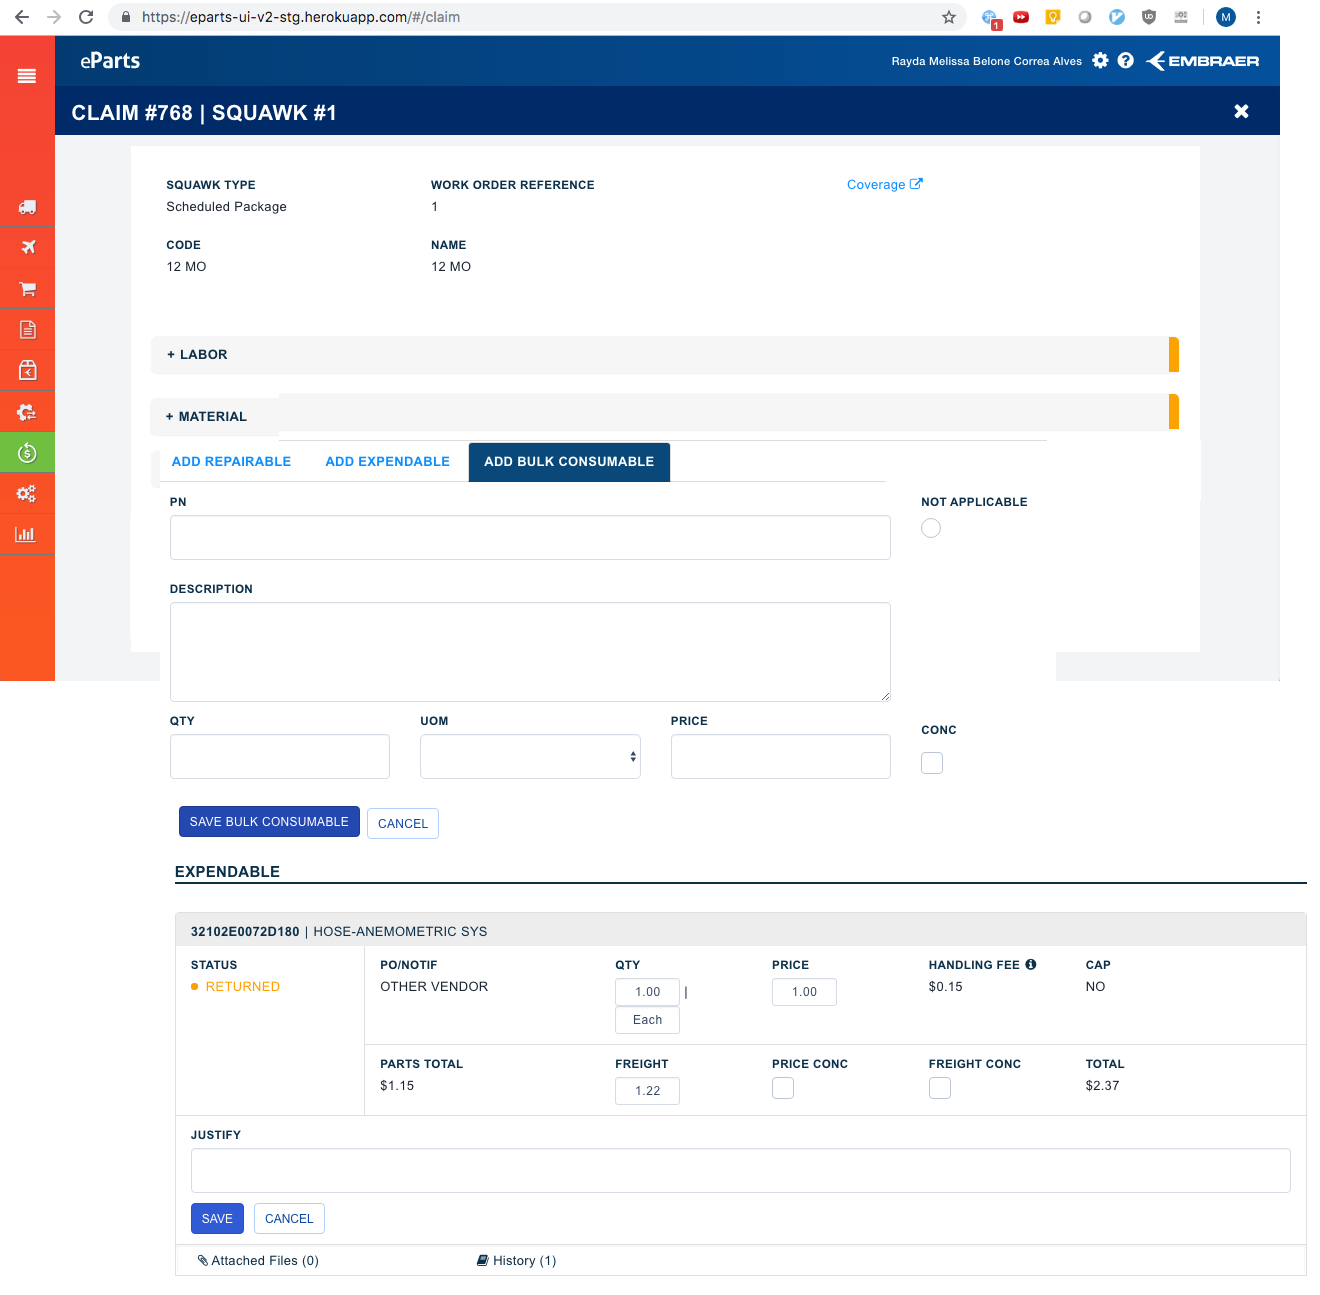 https://eparts-ui-v2-stg.herokuapp.com/#/claim
1
M
eParts
Rayda Melissa Belone Correa Alves
EMBRAER
CLAIM #768 | SQUAWK #1
SQUAWK TYPE
WORK ORDER REFERENCE
Coverage
Scheduled Package
1
CODE
NAME
12 MO
12 MO
+ LABOR
+ MATERIAL
ADD REPAIRABLE
ADD EXPENDABLE
ADD BULK CONSUMABLE
PN
NOT APPLICABLE
DESCRIPTION
QTY
UOM
PRICE
CONC
SAVE BULK CONSUMABLE
CANCEL
EXPENDABLE
32102E0072D180 | HOSE-ANEMOMETRIC SYS
STATUS
PO/NOTIF
QTY
PRICE
HANDLING FEE
CAP
RETURNED
OTHER VENDOR
1.00 |
1.00
$0.15
NO
Each
PARTS TOTAL
FREIGHT
PRICE CONC
FREIGHT CONC
TOTAL
$1.15
1.22
$2.37
JUSTIFY
SAVE
CANCEL
Attached Files (0)
History (1)